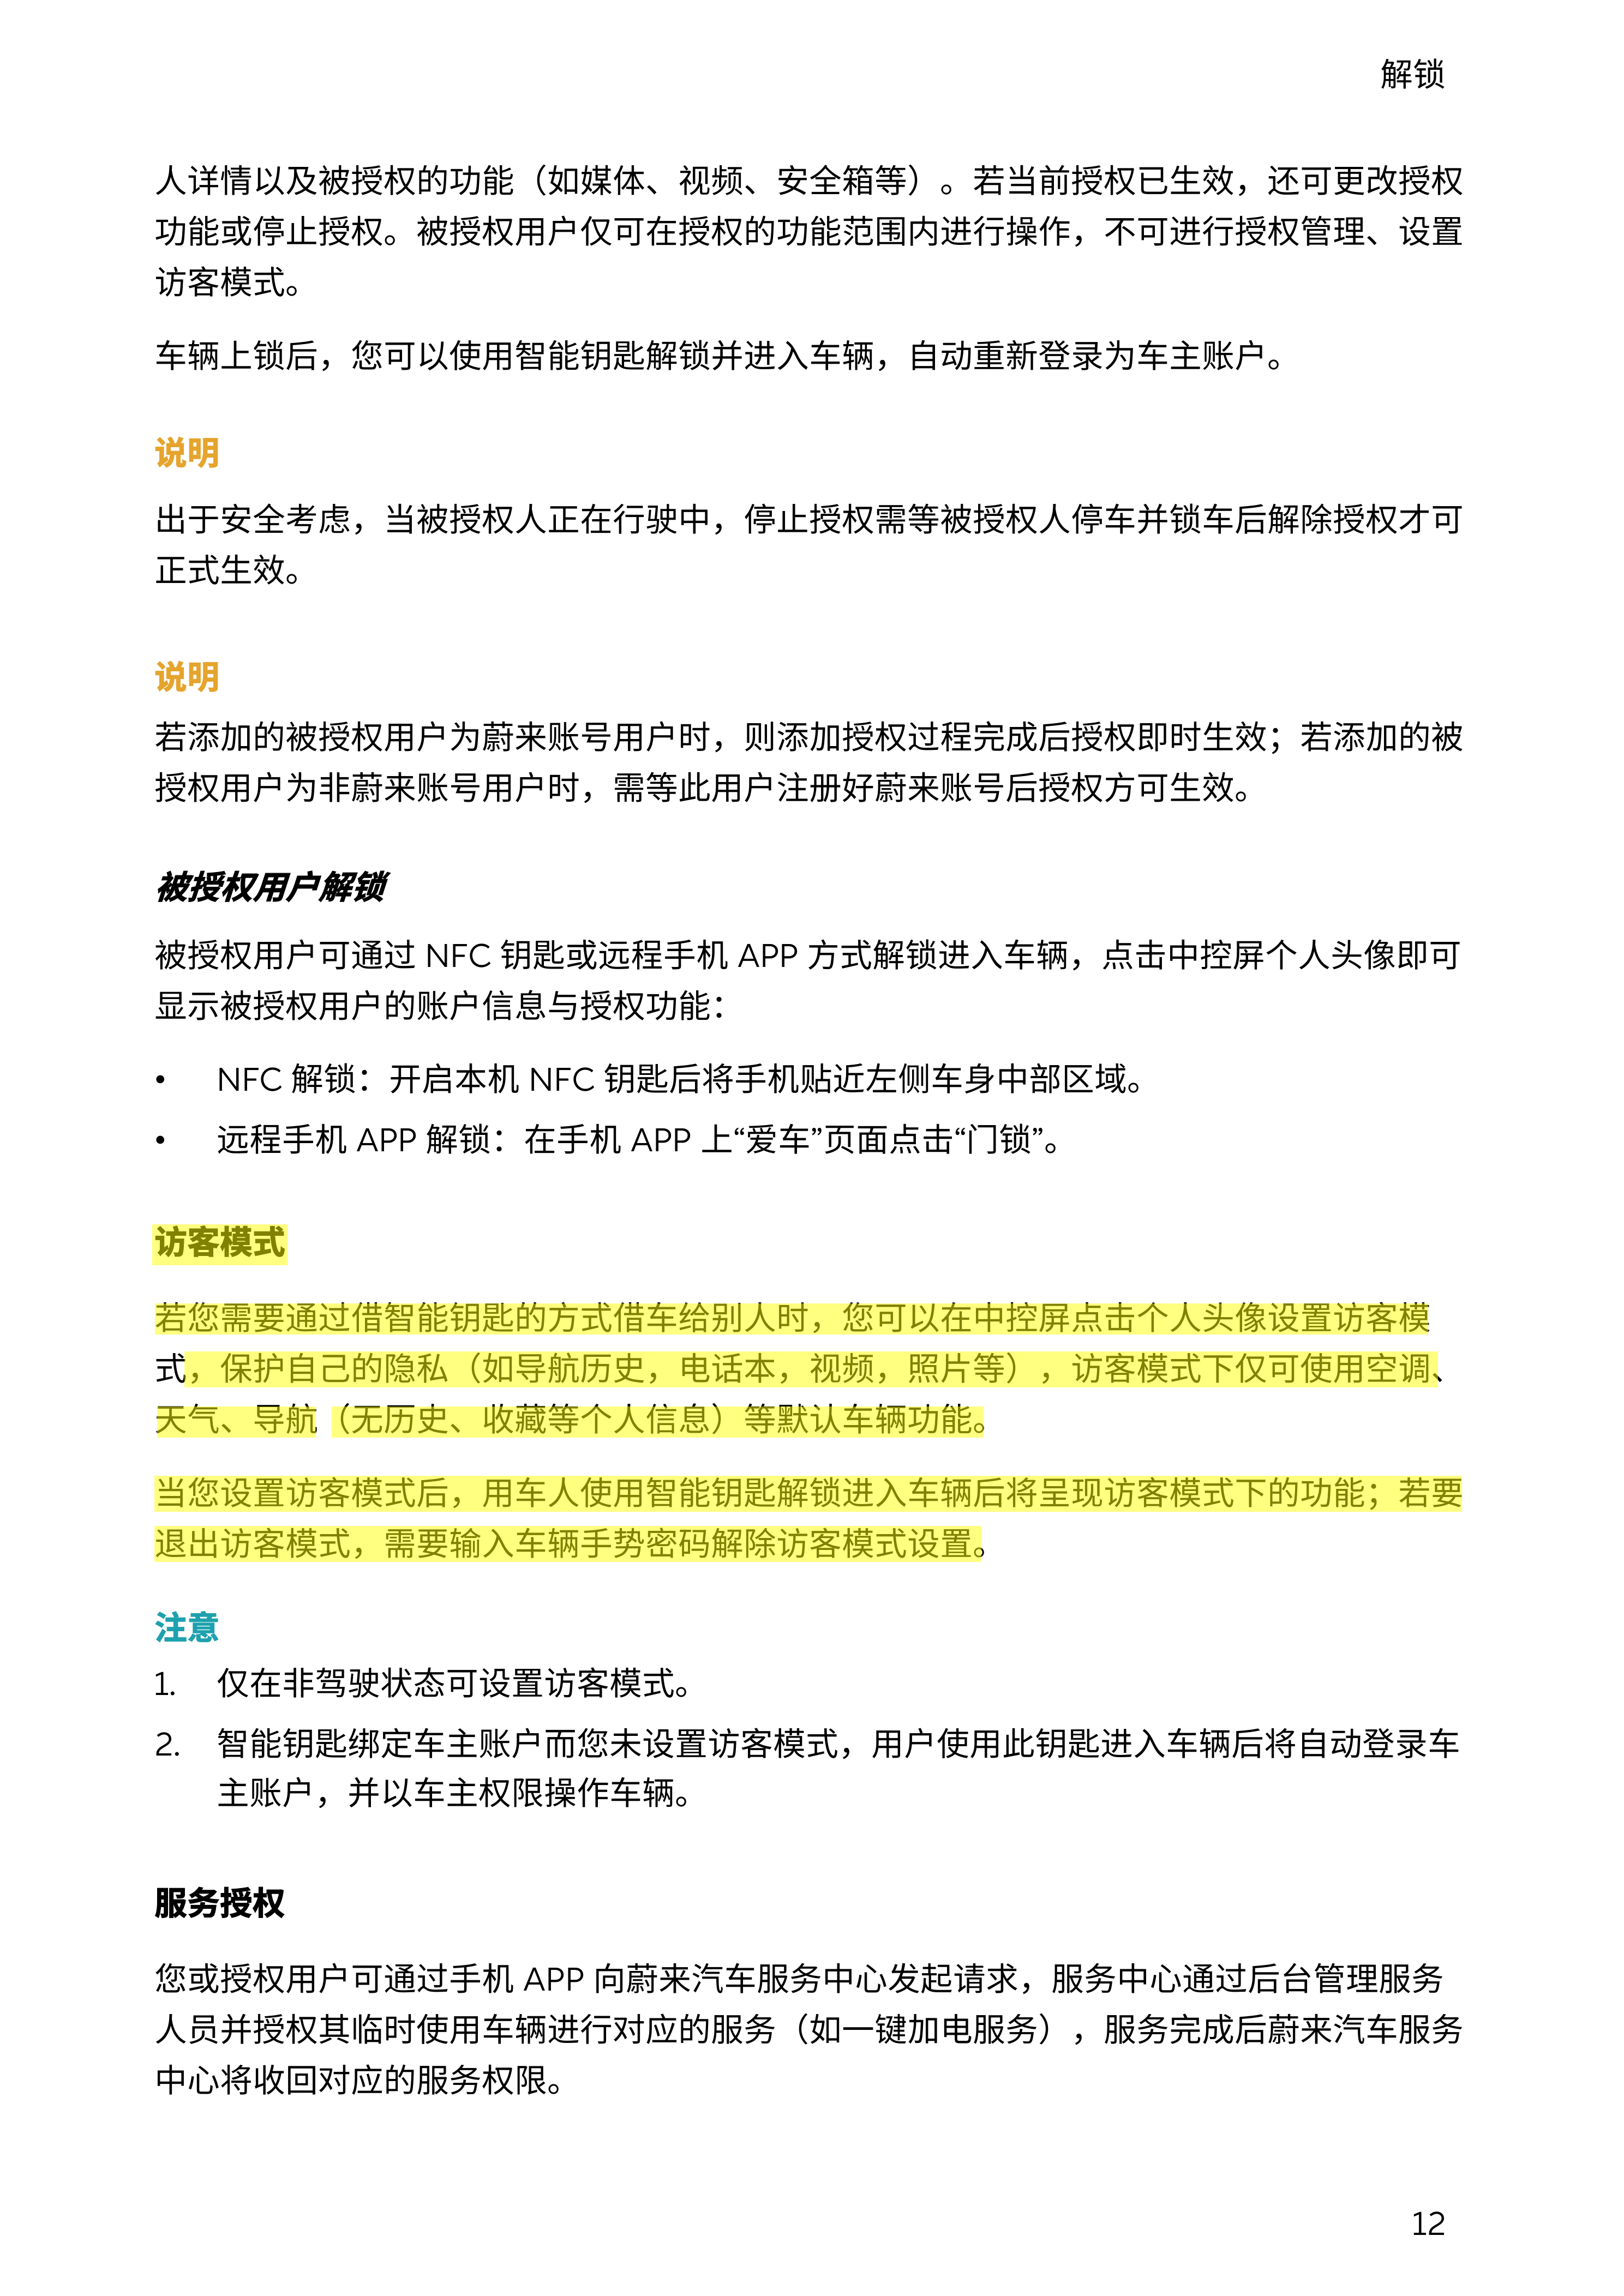 解锁
人详情以及被授权的功能（如媒体、视频、安全箱等）。若当前授权已生效，还可更改授权
功能或停止授权。被授权用户仅可在授权的功能范围内进行操作，不可进行授权管理、设置
访客模式。
车辆上锁后，您可以使用智能钥匙解锁并进入车辆，自动重新登录为车主账户。
说明
出于安全考虑，当被授权人正在行驶中，停止授权需等被授权人停车并锁车后解除授权才可
正式生效。
说明
若添加的被授权用户为蔚来账号用户时，则添加授权过程完成后授权即时生效；若添加的被
授权用户为非蔚来账号用户时，需等此用户注册好蔚来账号后授权方可生效。
被授权用户解锁
被授权用户可通过 NFC 钥匙或远程手机 APP 方式解锁进入车辆，点击中控屏个人头像即可
显示被授权用户的账户信息与授权功能：
• NFC 解锁：开启本机 NFC 钥匙后将手机贴近左侧车身中部区域。
• 远程手机 APP 解锁：在手机 APP 上“爱车”页面点击“门锁”。
访客模式
若您需要通过借智能钥匙的方式借车给别人时，您可以在中控屏点击个人头像设置访客模
式，保护自己的隐私（如导航历史，电话本，视频，照片等），访客模式下仅可使用空调、
天气、导航（无历史、收藏等个人信息）等默认车辆功能。
当您设置访客模式后，用车人使用智能钥匙解锁进入车辆后将呈现访客模式下的功能；若要
退出访客模式，需要输入车辆手势密码解除访客模式设置。
注意
1. 仅在非驾驶状态可设置访客模式。
2. 智能钥匙绑定车主账户而您未设置访客模式，用户使用此钥匙进入车辆后将自动登录车
主账户，并以车主权限操作车辆。
服务授权
您或授权用户可通过手机 APP 向蔚来汽车服务中心发起请求，服务中心通过后台管理服务
人员并授权其临时使用车辆进行对应的服务（如一键加电服务），服务完成后蔚来汽车服务
中心将收回对应的服务权限。
12